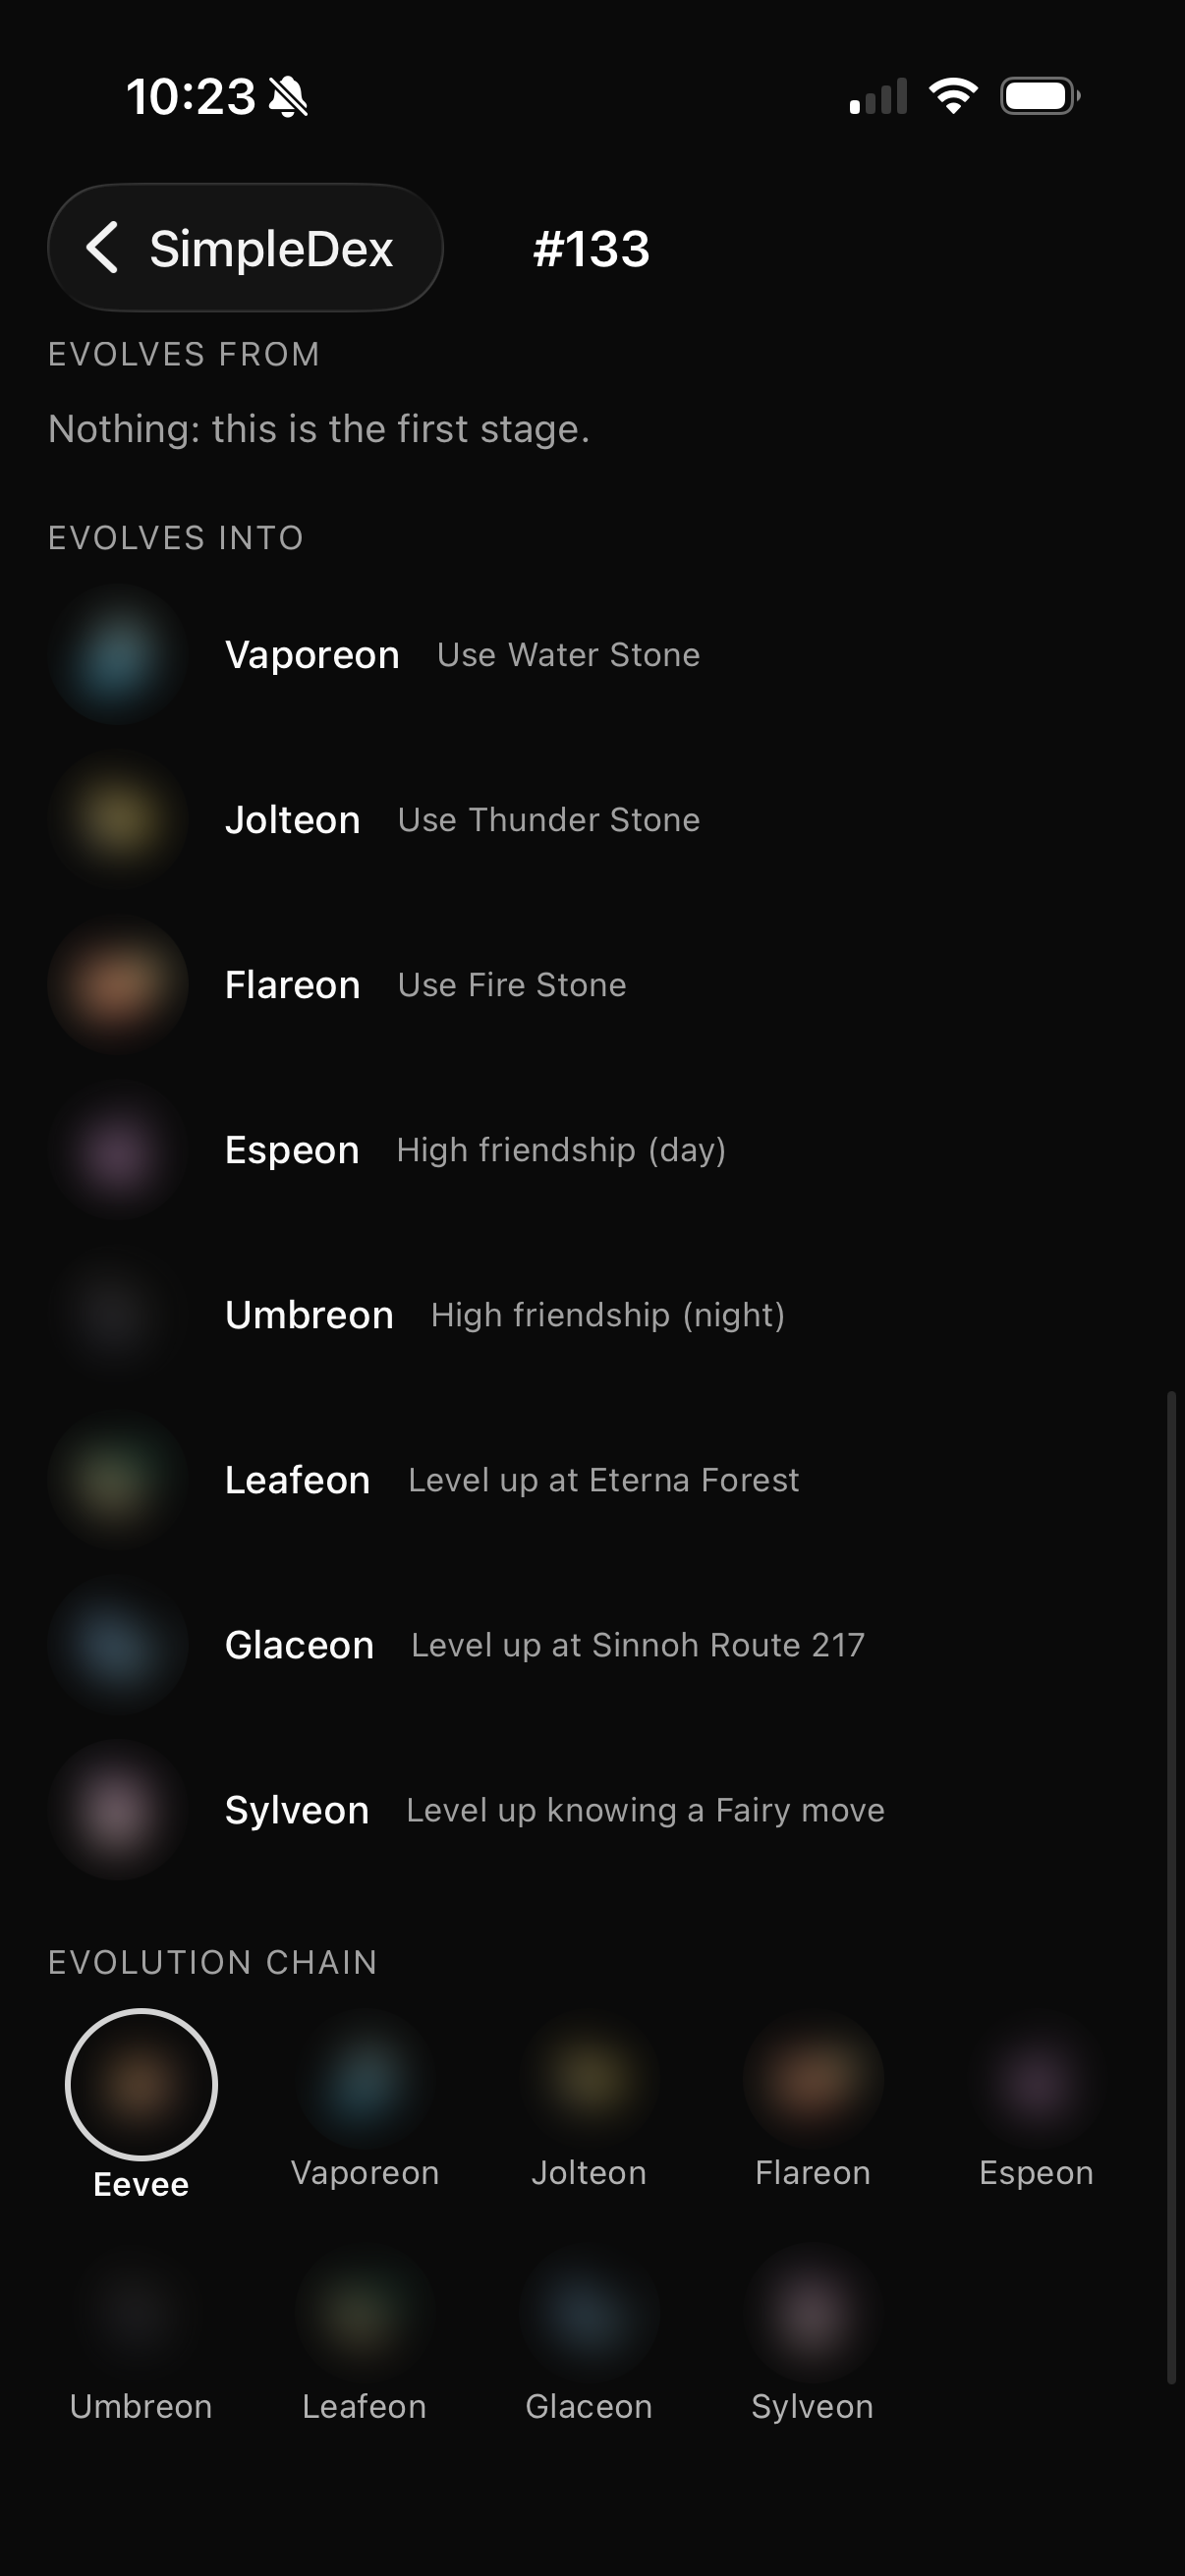 10:23
SimpleDex
#133
EVOLVES FROM
Nothing: this is the first stage.
EVOLVES INTO
Vaporeon Use Water Stone
Jolteon Use Thunder Stone
Flareon Use Fire Stone
Espeon High friendship (day)
Umbreon High friendship (night)
Leafeon Level up at Eterna Forest
Glaceon Level up at Sinnoh Route 217
Sylveon Level up knowing a Fairy move
EVOLUTION CHAIN
Eevee Vaporeon Jolteon Flareon Espeon
Umbreon Leafeon Glaceon Sylveon